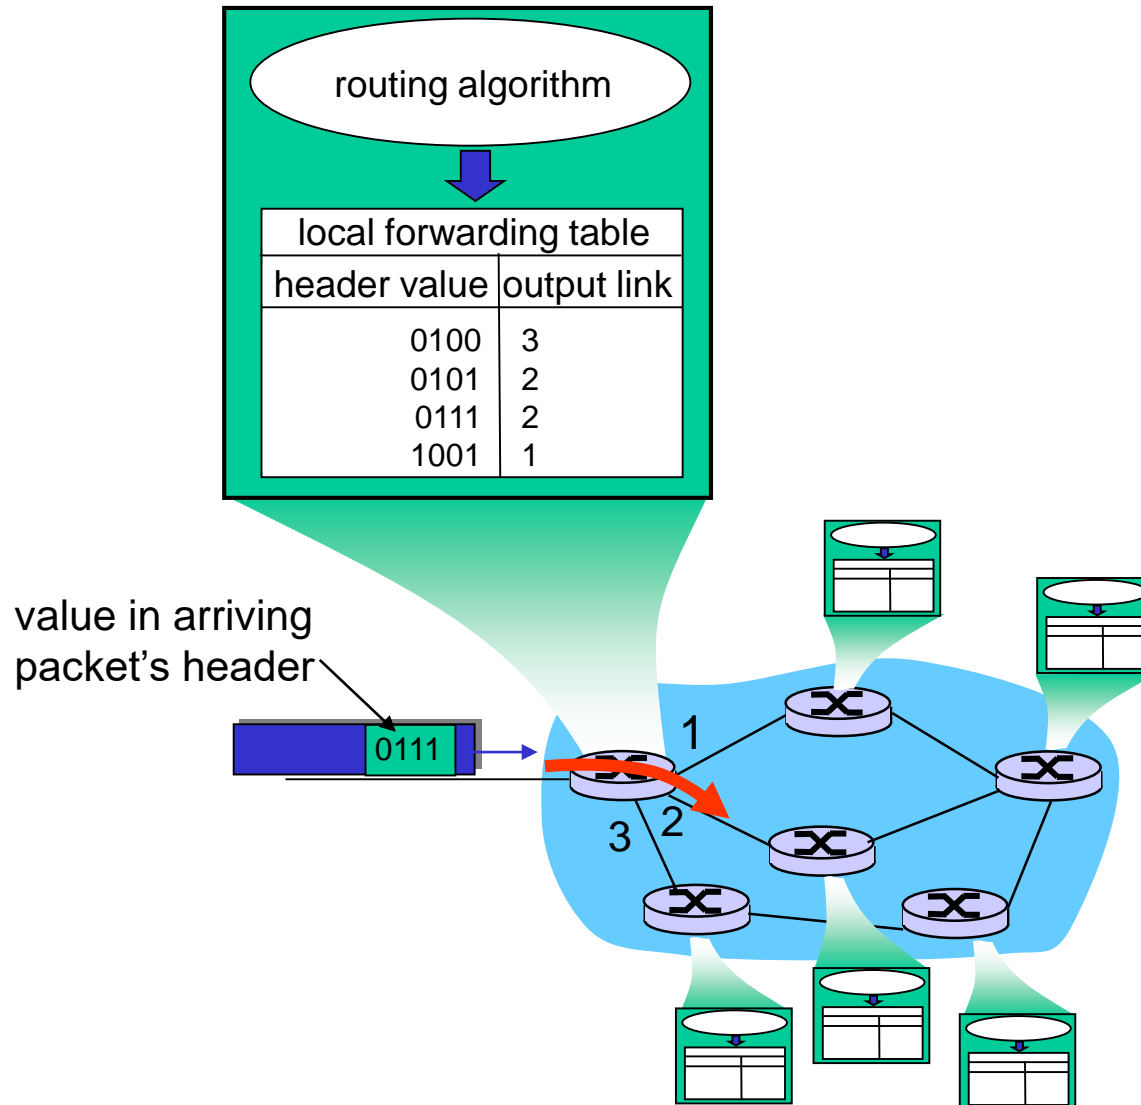 routing algorithm
local forwarding table
header value output link
0100 3
0101 2
0111 2
1001 1
value in arriving
packet’s header
0111
1
2
3